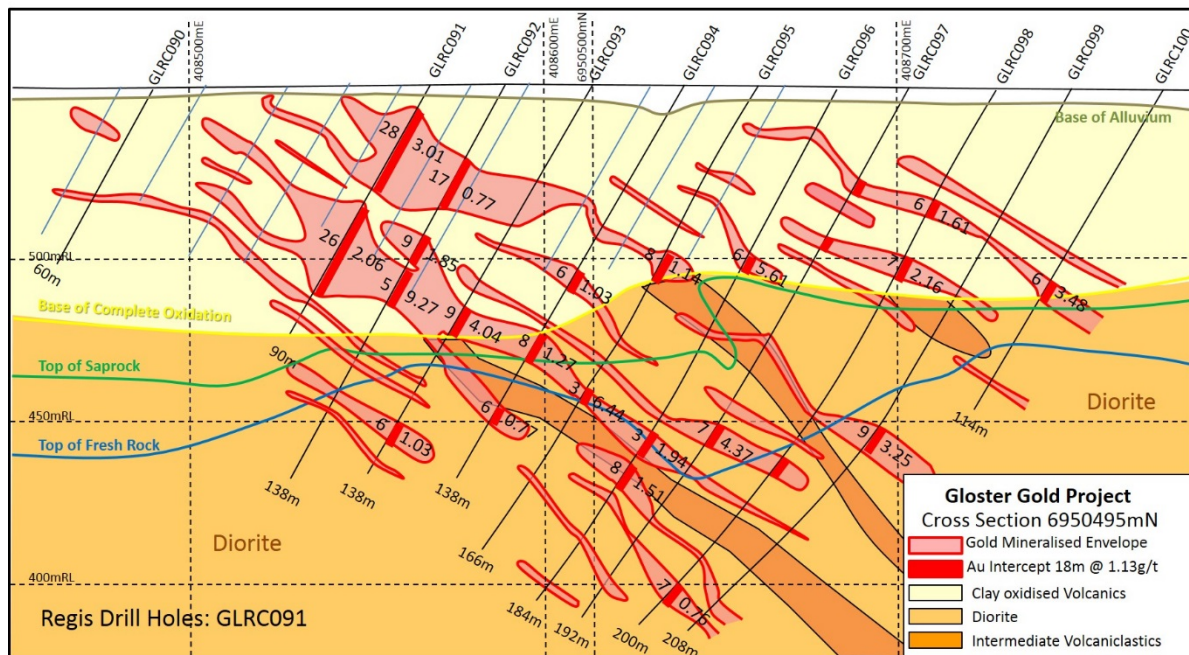 GLRC090
408500mE
GLRC091
GLRC092
408600mE
6950500mN
GLRC093
GLRC094
GLRC095
GLRC096
408700mE
GLRC097
GLRC098
GLRC099
GLRC100
Base of Alluvium
28 3.01
17 0.77
6 1.61
26 2.06
9 1.85
5 9.27
6 1.03
8 1.14
6 5.61
7 2.16
6 3.48
500mRL
60m
Base of Complete Oxidation
9 4.04
8 1.27
90m
Top of Saprock
3 6.44
114m
Diorite
450mRL
Top of Fresh Rock
6 1.03
6 0.77
3 1.94
7 4.37
9 3.25
8 1.51
138m
138m
138m
166m
Diorite
400mRL
184m
192m
200m
208m
7 0.76
Regis Drill Holes: GLRC091
Gloster Gold Project
Cross Section 6950495mN
Gold Mineralised Envelope
Au Intercept 18m @ 1.13g/t
Clay oxidised Volcanics
Diorite
Intermediate Volcaniclastics